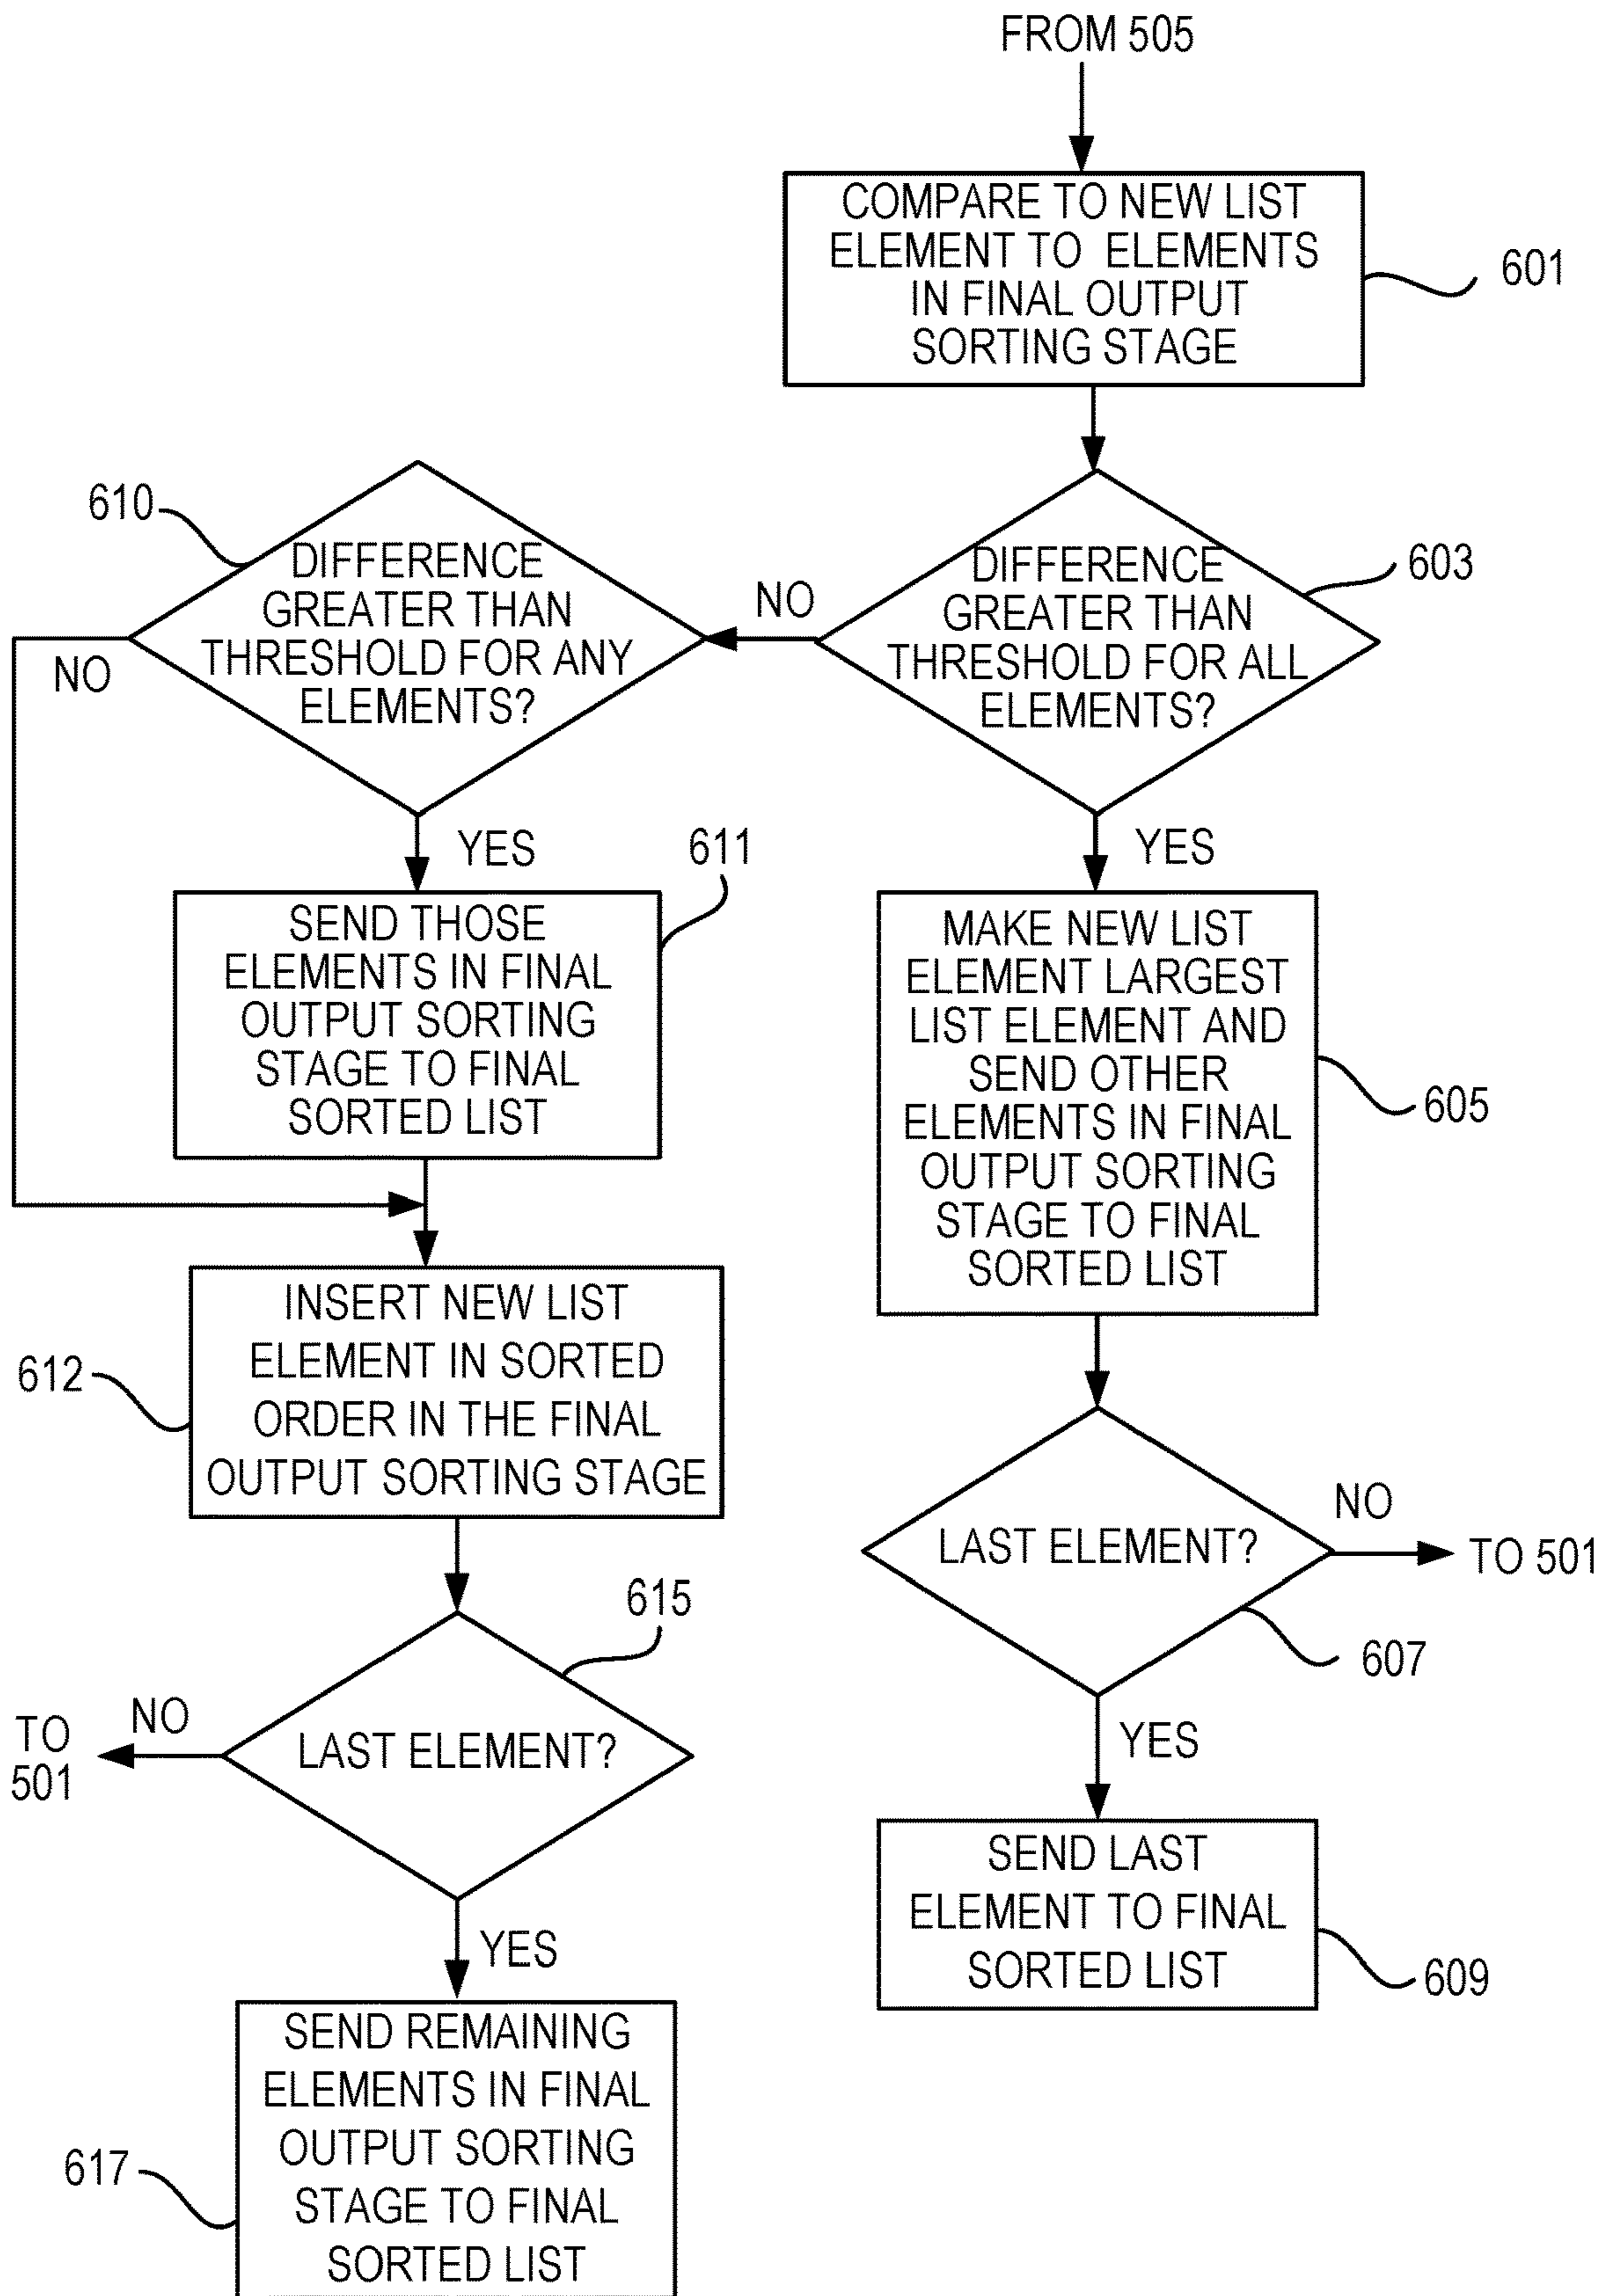 FROM 505
COMPARE TO NEW LIST
ELEMENT TO ELEMENTS
IN FINAL OUTPUT
SORTING STAGE
601
DIFFERENCE
GREATER THAN
THRESHOLD FOR ALL
ELEMENTS?
603
NO
YES
610
DIFFERENCE
GREATER THAN
THRESHOLD FOR ANY
ELEMENTS?
NO
YES
611
SEND THOSE
ELEMENTS IN FINAL
OUTPUT SORTING
STAGE TO FINAL
SORTED LIST
MAKE NEW LIST
ELEMENT LARGEST
LIST ELEMENT AND
SEND OTHER
ELEMENTS IN FINAL
OUTPUT SORTING
STAGE TO FINAL
SORTED LIST
605
612
INSERT NEW LIST
ELEMENT IN SORTED
ORDER IN THE FINAL
OUTPUT SORTING STAGE
LAST ELEMENT?
NO
TO 501
607
YES
615
LAST ELEMENT?
NO
TO
501
YES
SEND LAST
ELEMENT TO FINAL
SORTED LIST
609
617
SEND REMAINING
ELEMENTS IN FINAL
OUTPUT SORTING
STAGE TO FINAL
SORTED LIST